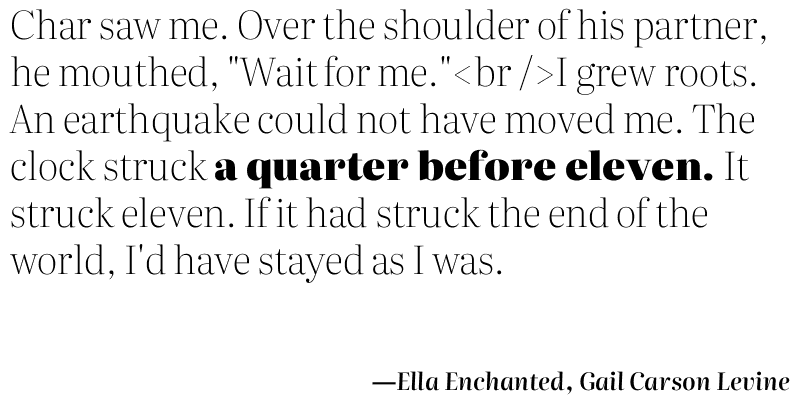 Char saw me. Over the shoulder of his partner,
he mouthed, "Wait for me."<br />I grew roots.
An earthquake could not have moved me. The
clock struck a quarter before eleven. It
struck eleven. If it had struck the end of the
world, I'd have stayed as I was.
—Ella Enchanted, Gail Carson Levine